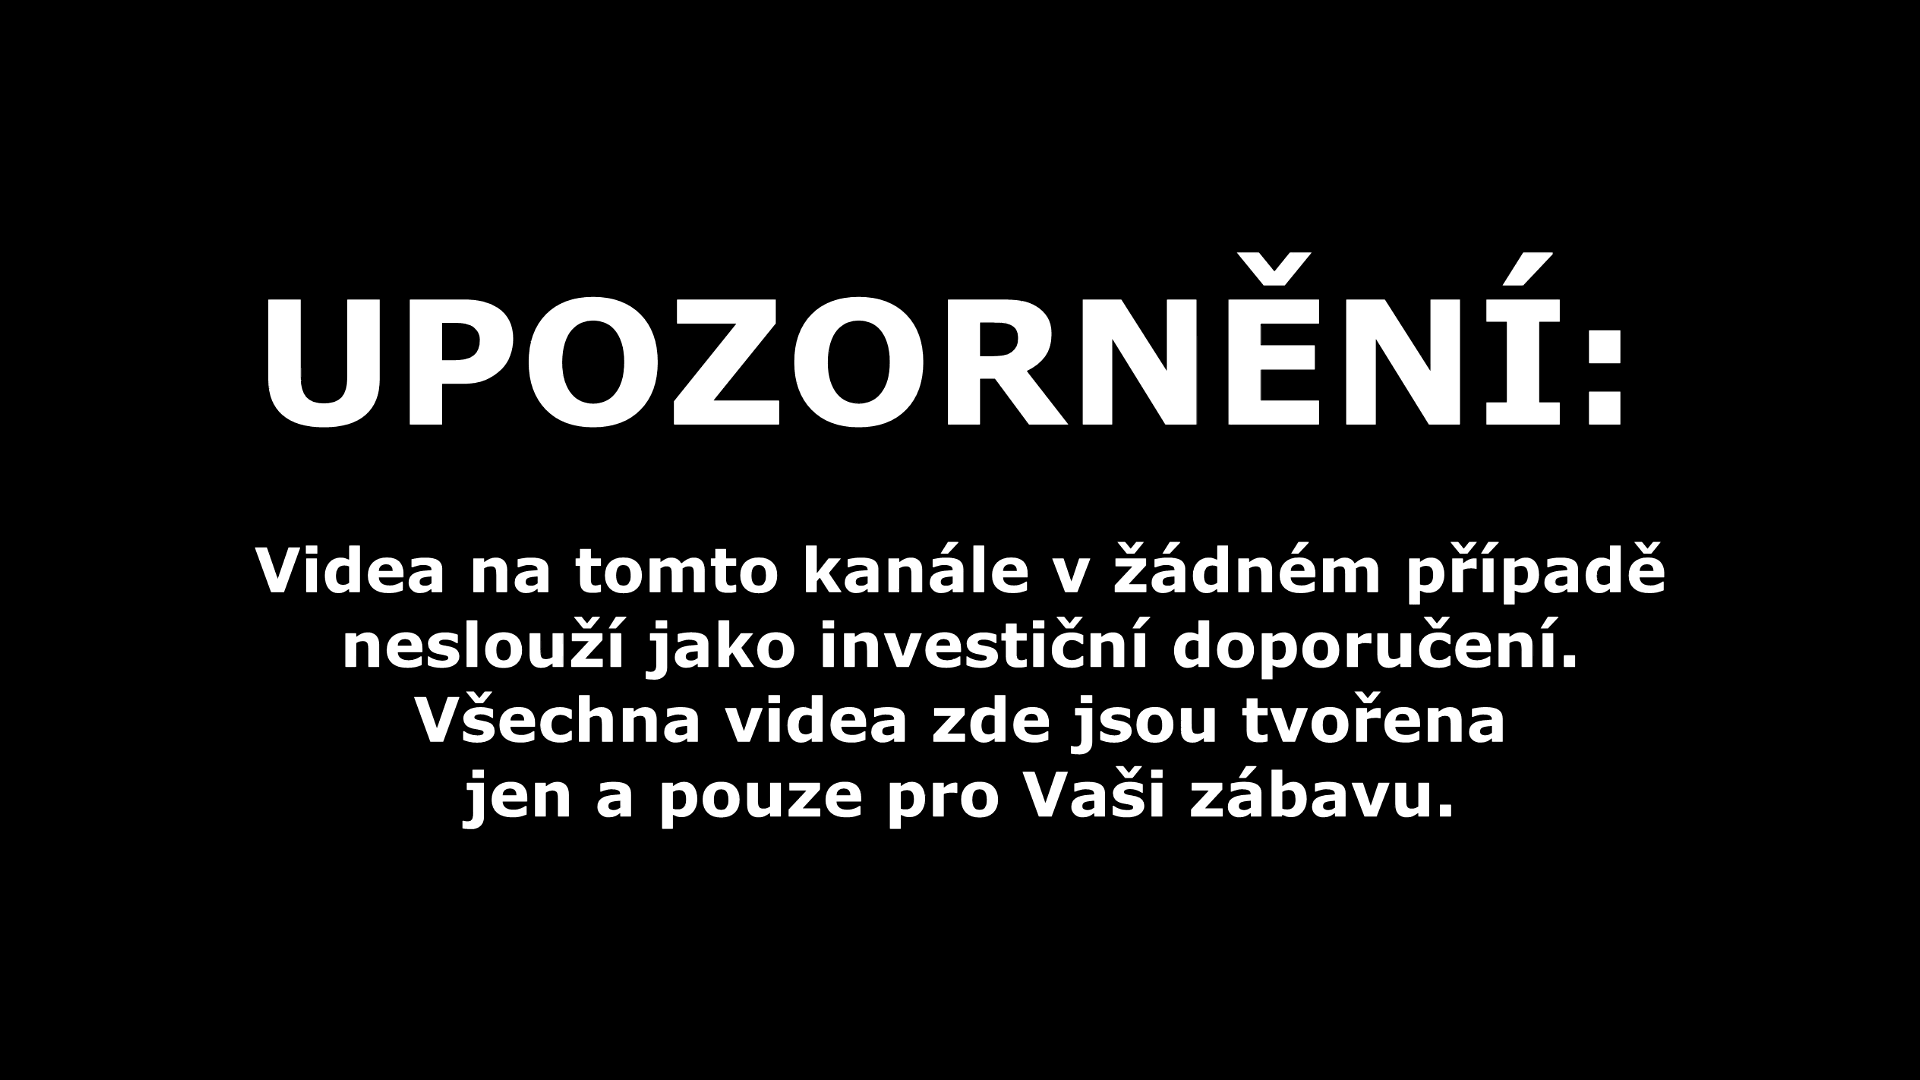 UPOZORNĚNÍ:
Videa na tomto kanále v žádném případě
neslouží jako investiční doporučení.
Všechna videa zde jsou tvořena
jen a pouze pro Vaši zábavu.